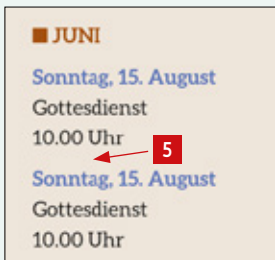 JUNI
Sonntag, 15. August
Gottesdienst
10.00 Uhr
5
Sonntag, 15. August
Gottesdienst
10.00 Uhr